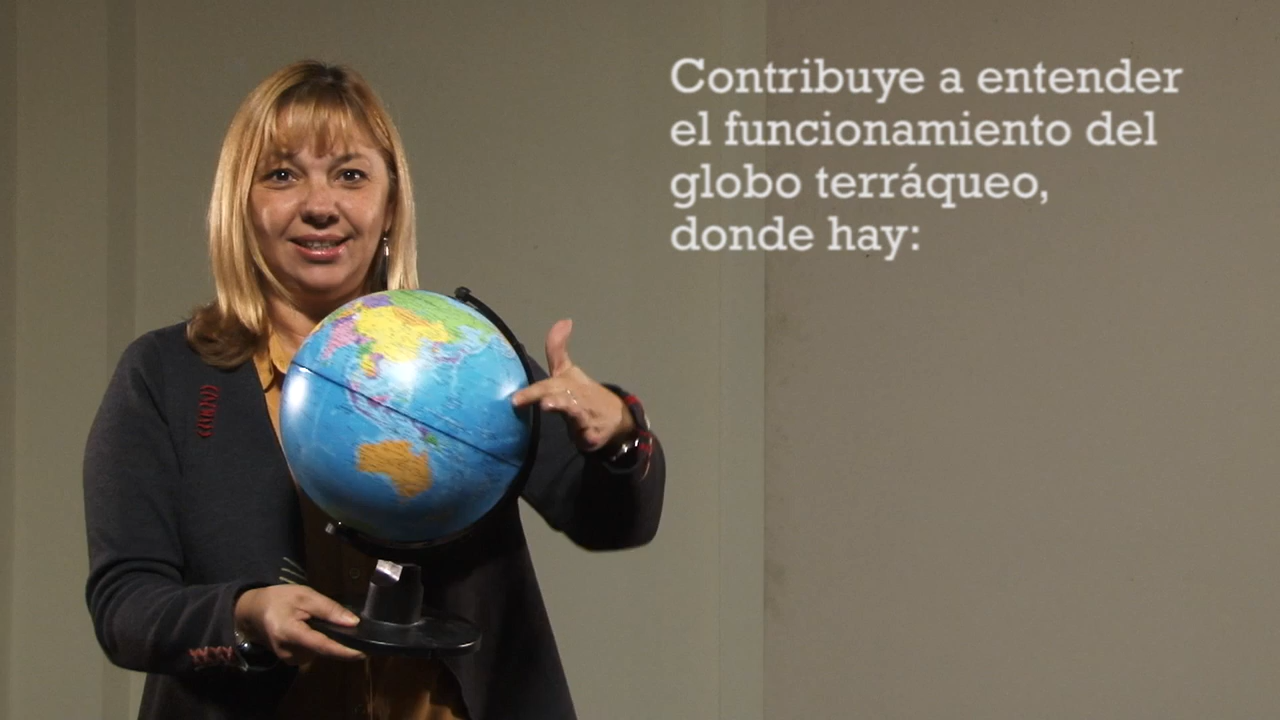 Contribuye a entender
el funcionamiento del
globo terráqueo,
donde hay: